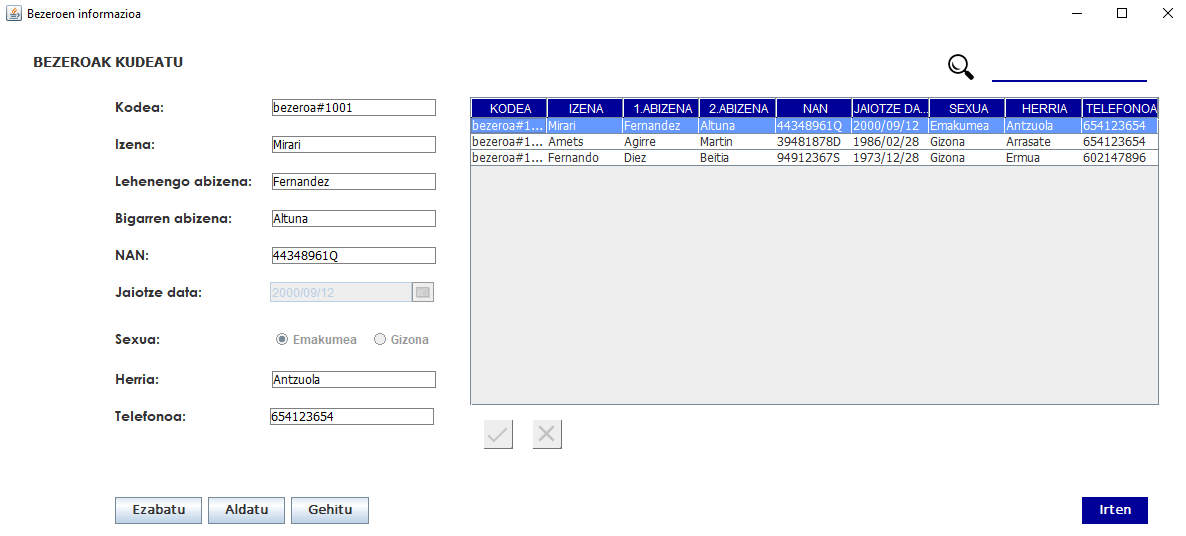 Bezeroen informazioa
BEZEROAK KUDEATU
Kodea: bezeroa#1001
Izena: Mirari
Lehenengo abizena: Fernandez
Bigarren abizena: Altuna
NAN: 44348961Q
Jaiotze data: 2000/09/12
Sexua: Emakumea Gizona
Herria: Antzuola
Telefonoa: 654123654
KODEA IZENA 1.ABIZENA 2.ABIZENA NAN JAIOTZE DA... SEXUA HERRIA TELEFONOA
bezeroa#1... Mirari Fernandez Altuna 44348961Q 2000/09/12 Emakumea Antzuola 654123654
bezeroa#1... Amets Agirre Martin 39481878D 1986/02/28 Gizona Arrasate 654123654
bezeroa#1... Fernando Diez Beitia 94912367S 1973/12/28 Gizona Ermua 602147896
Ezabatu Aldatu Gehitu Irten